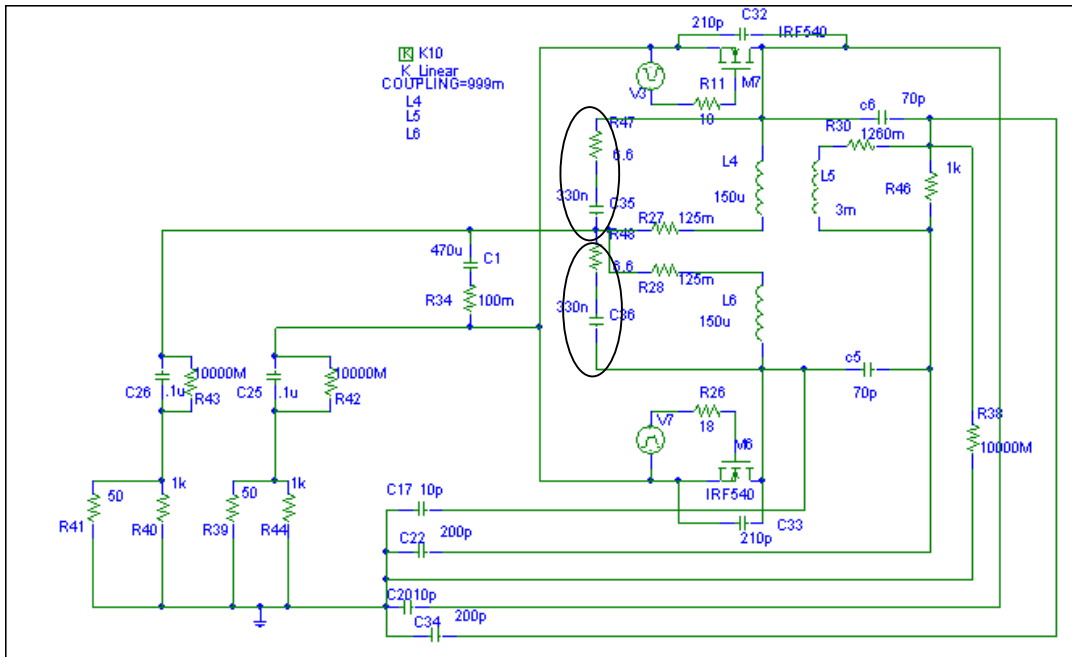 C32
210p
IRF540
K K10
K_Linear
COUPLING=999m
L4
L5
L6
V3
R11
18
M7
R47
6.6
330n
C35
c6
70p
R30
1260m
L4
150u
L5
3m
R46
1k
R27
125m
470u
C1
R34
100m
R48
6.6
R28
125m
330n
C36
L6
150u
c5
70p
10000M
C26
.1u
R43
10000M
C25
.1u
R42
R26
18
V7
M6
IRF540
R38
10000M
R41
50
1k
R40
50
R39
1k
R44
C17
10p
200p
C22
C33
210p
C20
10p
200p
C34